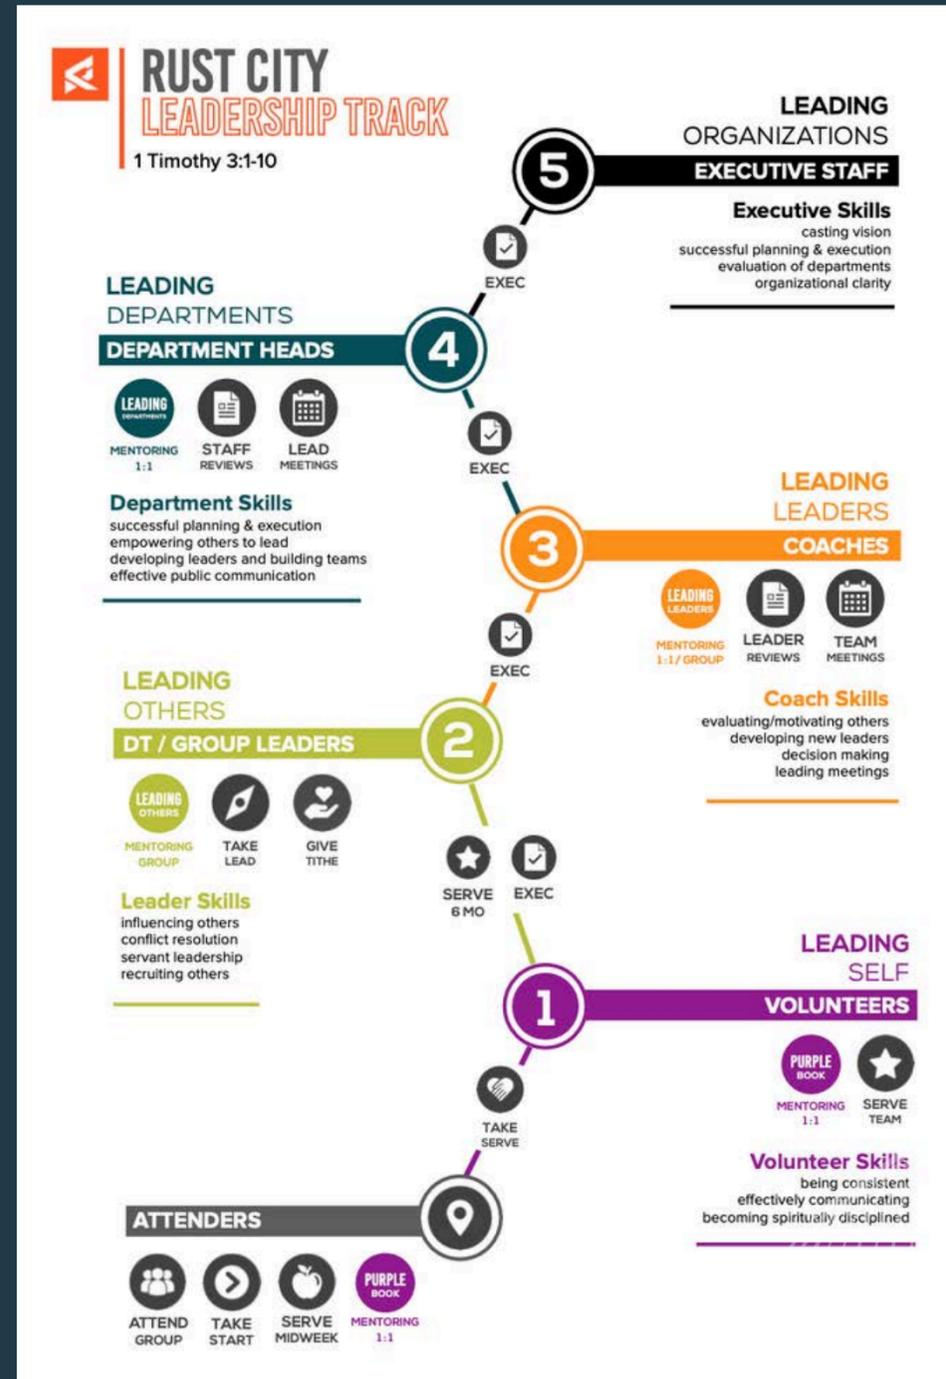 RUST CITY
LEADERSHIP TRACK
1 Timothy 3:1-10
LEADING
ORGANIZATIONS
5
EXECUTIVE STAFF
Executive Skills
casting vision
successful planning & execution
evaluation of departments
organizational clarity
EXEC
LEADING
DEPARTMENTS
DEPARTMENT HEADS
4
LEADING
DEPARTMENTS
MENTORING
1:1
STAFF
REVIEWS
LEAD
MEETINGS
Department Skills
successful planning & execution
empowering others to lead
developing leaders and building teams
effective public communication
EXEC
LEADING
LEADERS
3
COACHES
LEADING
LEADERS
MENTORING
1:1/GROUP
LEADER
REVIEWS
TEAM
MEETINGS
Coach Skills
evaluating/motivating others
developing new leaders
decision making
leading meetings
EXEC
LEADING
OTHERS
DT / GROUP LEADERS
2
LEADING
OTHERS
MENTORING
GROUP
TAKE
LEAD
GIVE
TITHE
Leader Skills
influencing others
conflict resolution
servant leadership
recruiting others
SERVE
6 MO
EXEC
LEADING
SELF
1
VOLUNTEERS
PURPLE
BOOK
MENTORING
1:1
SERVE
TEAM
Volunteer Skills
being consistent
effectively communicating
becoming spiritually disciplined
TAKE
SERVE
ATTENDERS
ATTEND
GROUP
TAKE
START
SERVE
MIDWEEK
PURPLE
BOOK
MENTORING
1:1